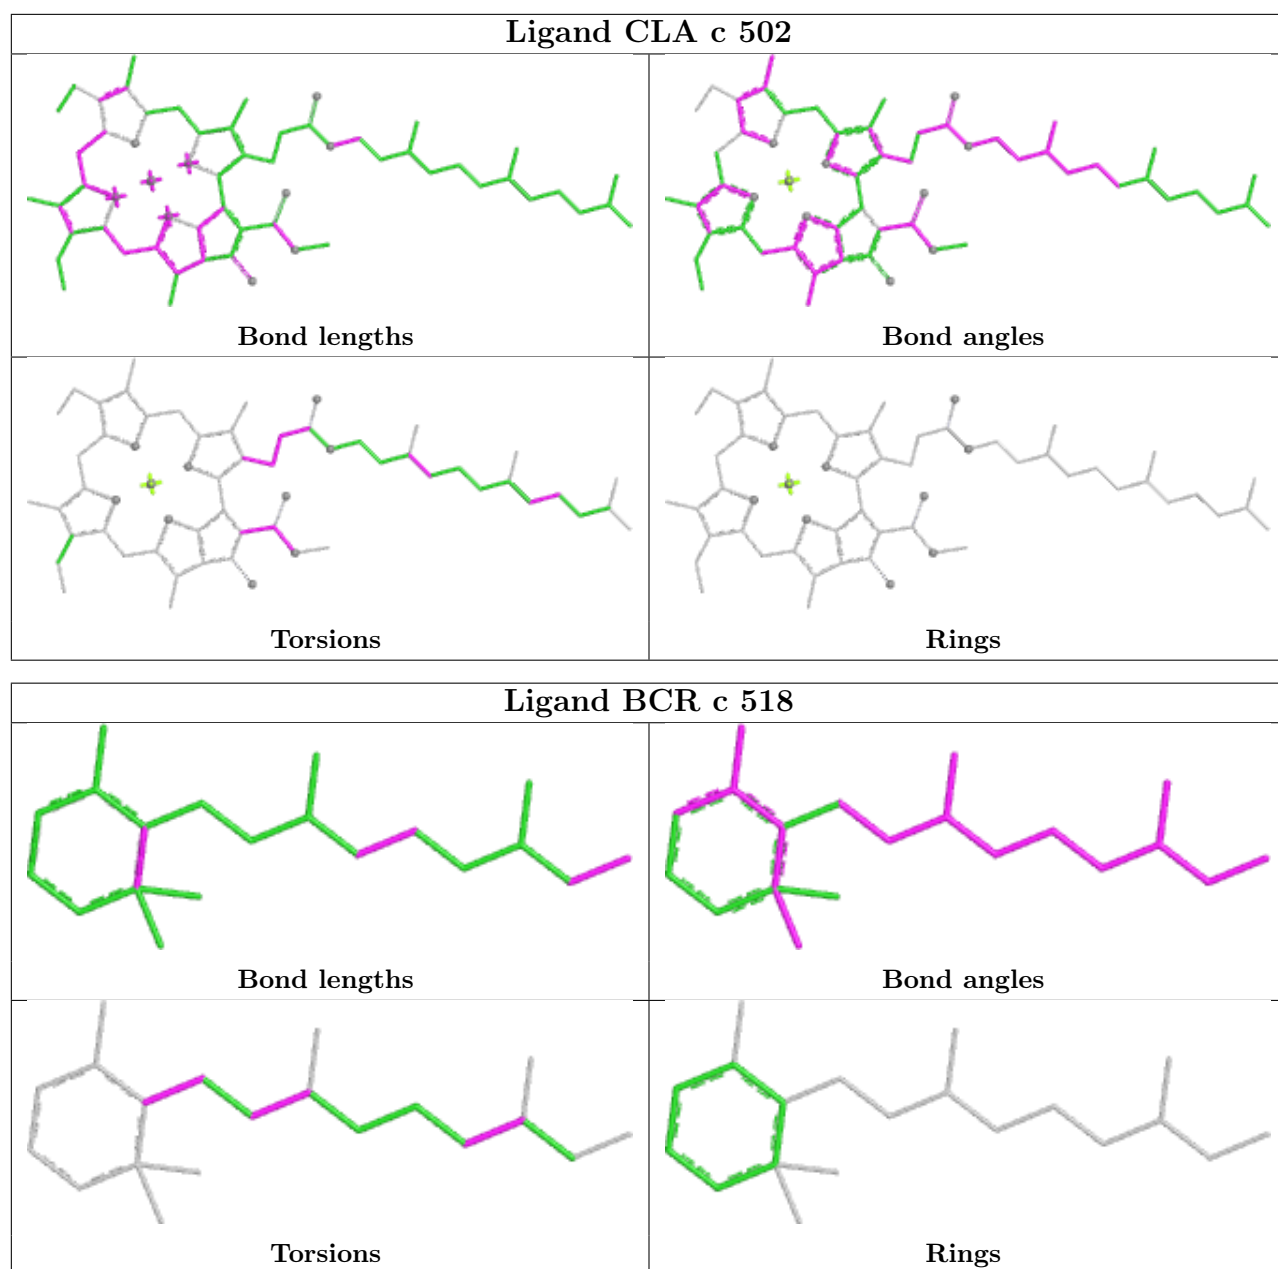 Ligand CLA c 502
Bond lengths
Bond angles
Torsions
Rings
Ligand BCR c 518
Bond lengths
Bond angles
Torsions
Rings